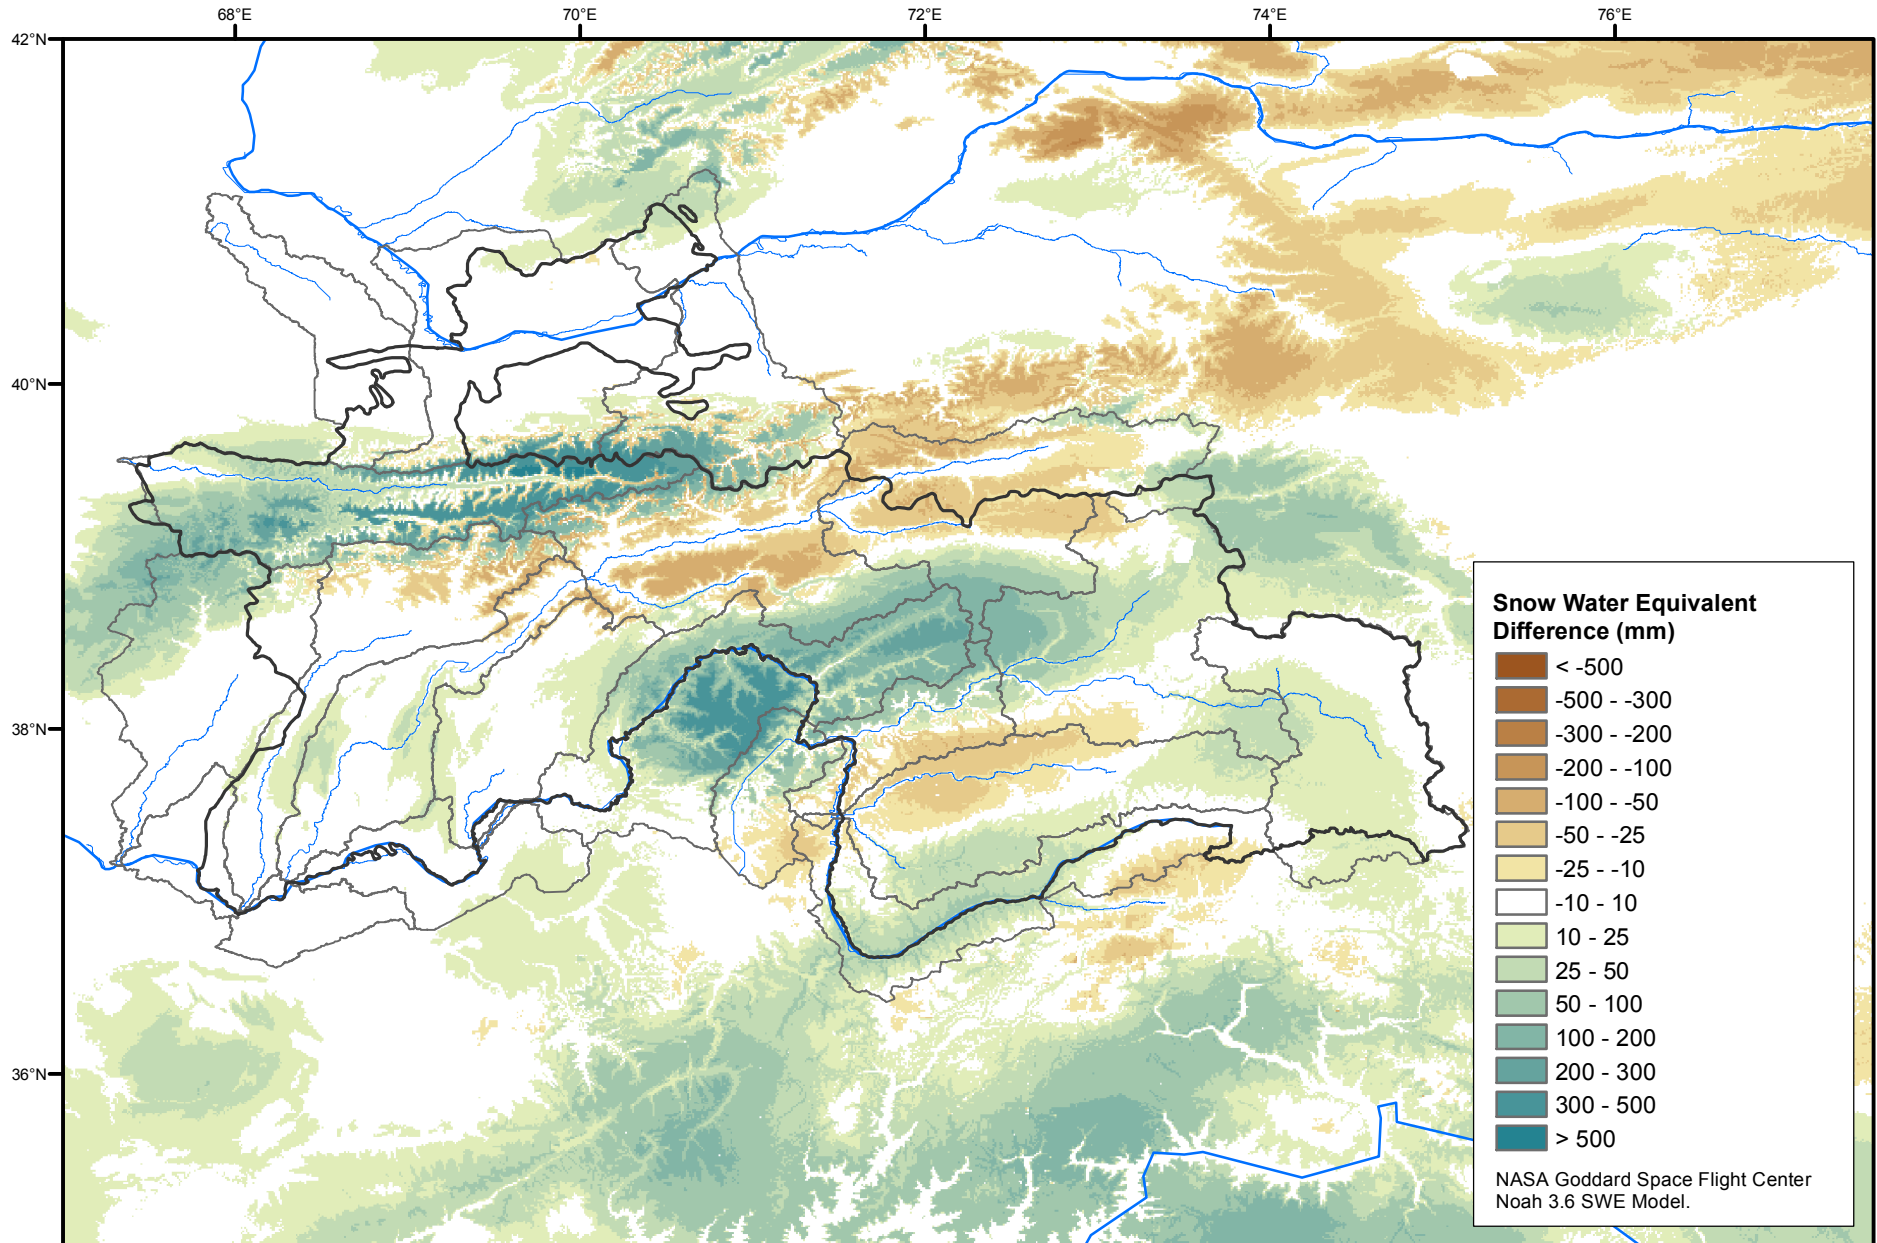 68°E
70°E
72°E
74°E
76°E
42°N
40°N
38°N
36°N
Snow Water Equivalent
Difference (mm)
< -500
-500 - -300
-300 - -200
-200 - -100
-100 - -50
-50 - -25
-25 - -10
-10 - 10
10 - 25
25 - 50
50 - 100
100 - 200
200 - 300
300 - 500
> 500
NASA Goddard Space Flight Center
Noah 3.6 SWE Model.